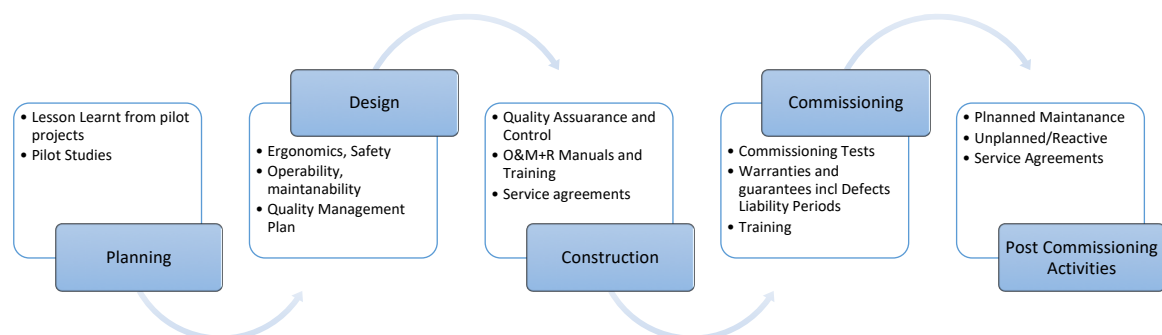 • Lesson Learnt from pilot
projects
• Pilot Studies
Planning
Design
• Ergonomics, Safety
• Operability,
maintanability
• Quality Management
Plan
• Quality Assuarance and
Control
• O&M+R Manuals and
Training
• Service agreements
Construction
Commissioning
• Commissioning Tests
• Warranties and
guarantees incl Defects
Liability Periods
• Training
• Plnanned Maintanance
• Unplanned/Reactive
• Service Agreements
Post Commissioning
Activities